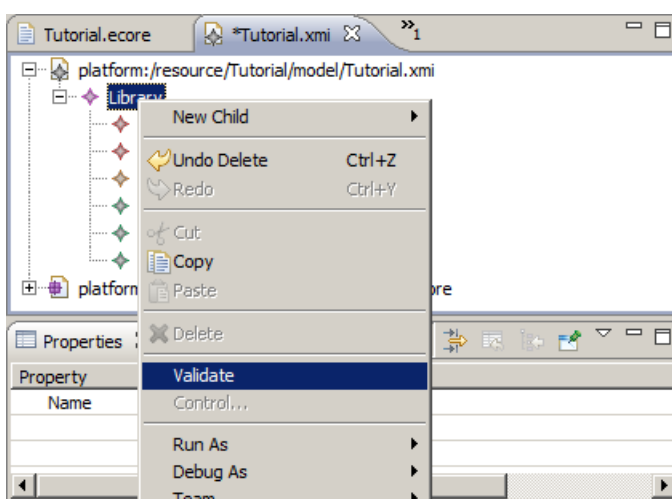 Tutorial.ecore
*Tutorial.xmi
»1
platform:/resource/Tutorial/model/Tutorial.xmi
Library
New Child
Undo Delete Ctrl+Z
Redo Ctrl+Y
Cut
Copy
platform
Paste
Delete
Properties
Property
Validate
Name
Control...
Run As
Debug As
Team